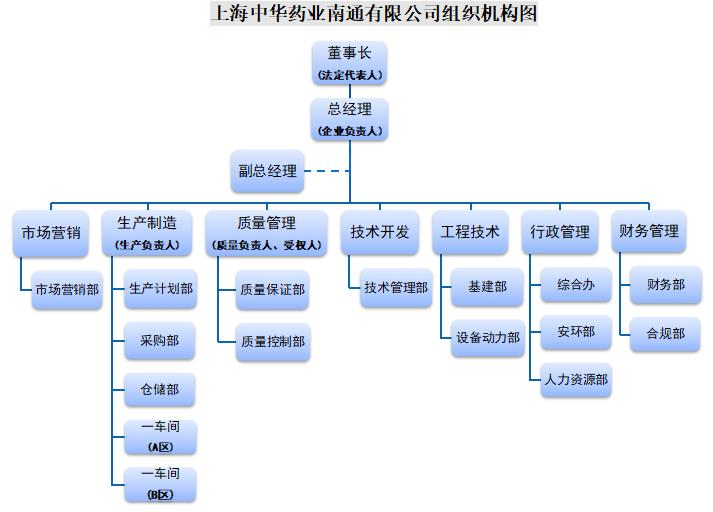 上海中华药业南通有限公司组织机构图
董事长
(法定代表人)
总经理
(企业负责人)
副总经理
市场营销
生产制造
(生产负责人)
质量管理
(质量负责人、受权人)
技术开发
工程技术
行政管理
财务管理
市场营销部
生产计划部
采购部
仓储部
一车间
(A区)
一车间
(B区)
质量保证部
质量控制部
技术管理部
基建部
设备动力部
综合办
安环部
人力资源部
财务部
合规部